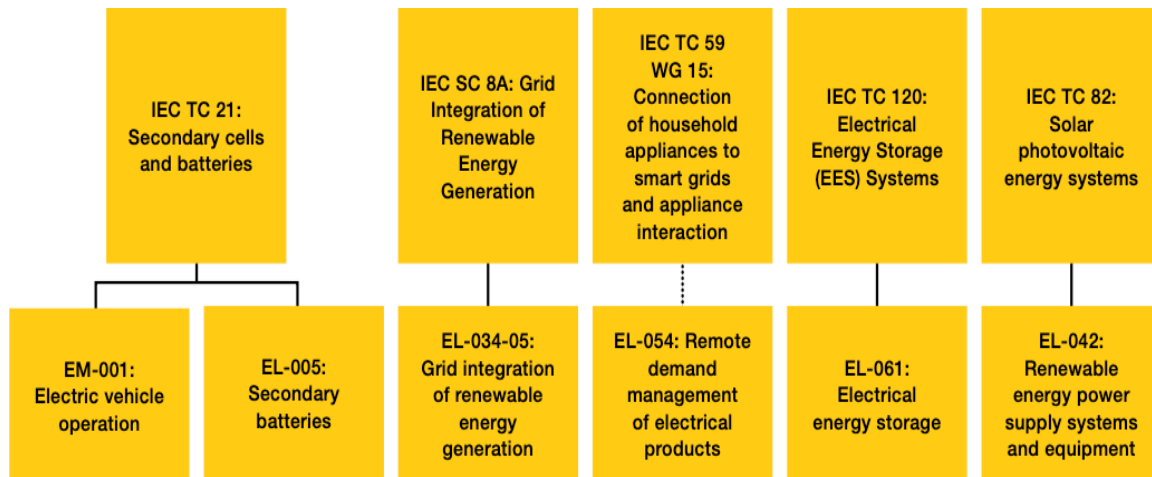 IEC TC 21:
Secondary cells
and batteries
IEC SC 8A: Grid
Integration of
Renewable
Energy
Generation
IEC TC 59
WG 15:
Connection
of household
appliances to
smart grids
and appliance
interaction
IEC TC 120:
Electrical
Energy Storage
(EES) Systems
IEC TC 82:
Solar
photovoltaic
energy systems
EM-001:
Electric vehicle
operation
EL-005:
Secondary
batteries
EL-034-05:
Grid integration
of renewable
energy
generation
EL-054: Remote
demand
management
of electrical
products
EL-061:
Electrical
energy storage
EL-042:
Renewable
energy power
supply systems
and equipment